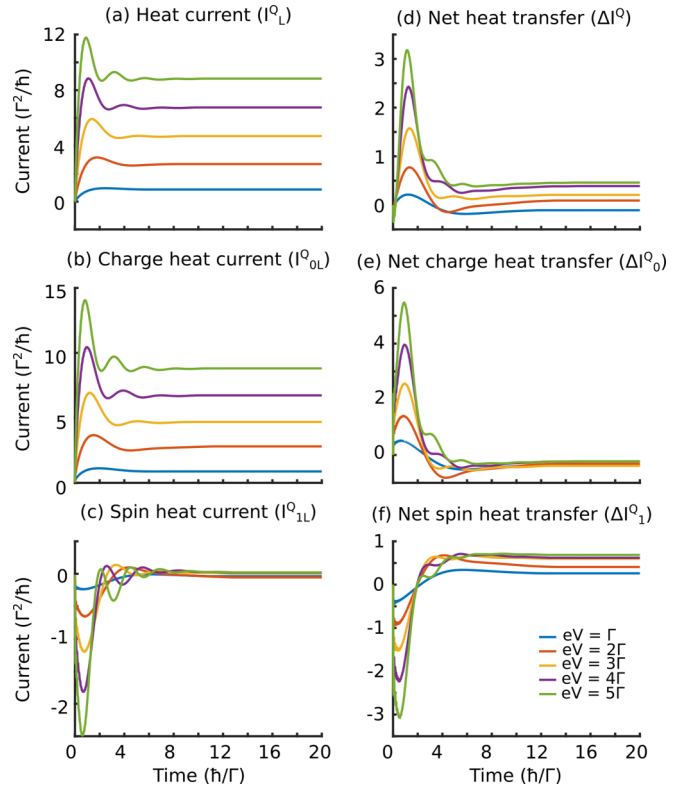 (a) Heat current (I^Q_L)
Current (Γ²/ħ)
12
8
4
0
(d) Net heat transfer (ΔI^Q)
3
2
1
0
(b) Charge heat current (I^Q_0L)
Current (Γ²/ħ)
15
10
5
0
(e) Net charge heat transfer (ΔI^Q_0)
6
4
2
0
(c) Spin heat current (I^Q_1L)
Current (Γ²/ħ)
0
-1
-2
0 4 8 12 16 20
Time (ħ/Γ)
(f) Net spin heat transfer (ΔI^Q_1)
1
0
-1
-2
-3
eV = Γ
eV = 2Γ
eV = 3Γ
eV = 4Γ
eV = 5Γ
0 4 8 12 16 20
Time (ħ/Γ)